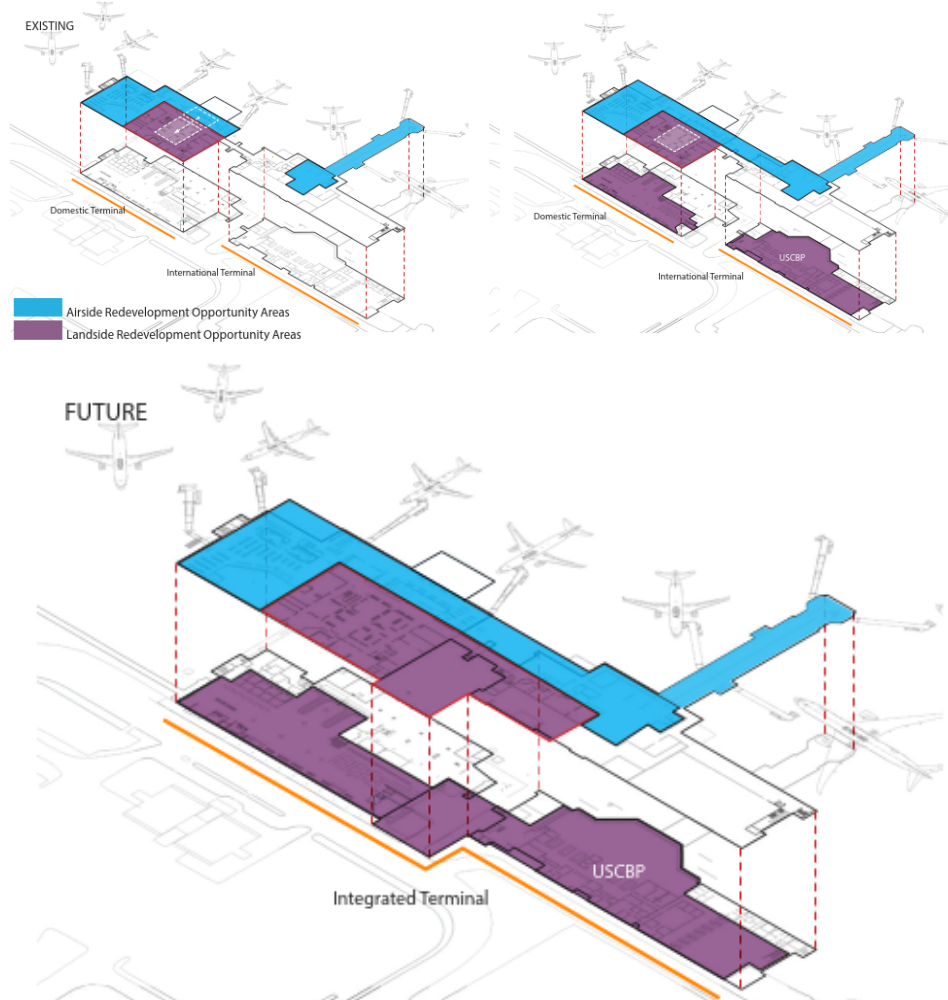 EXISTING
Domestic Terminal
International Terminal
Airside Redevelopment Opportunity Areas
Landside Redevelopment Opportunity Areas
Domestic Terminal
International Terminal
USCBP
FUTURE
USCBP
Integrated Terminal